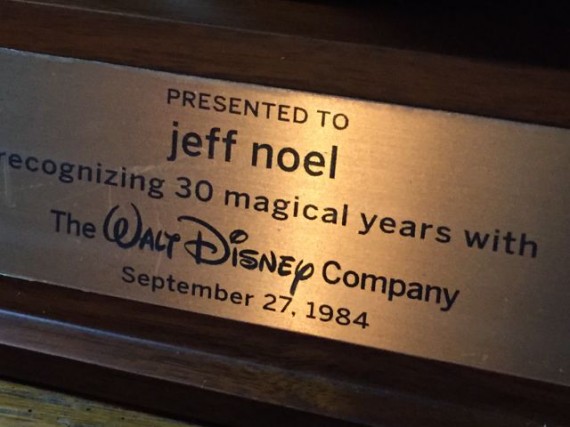 PRESENTED TO
jeff noel
recognizing 30 magical years with
The Walt Disney Company
September 27, 1984